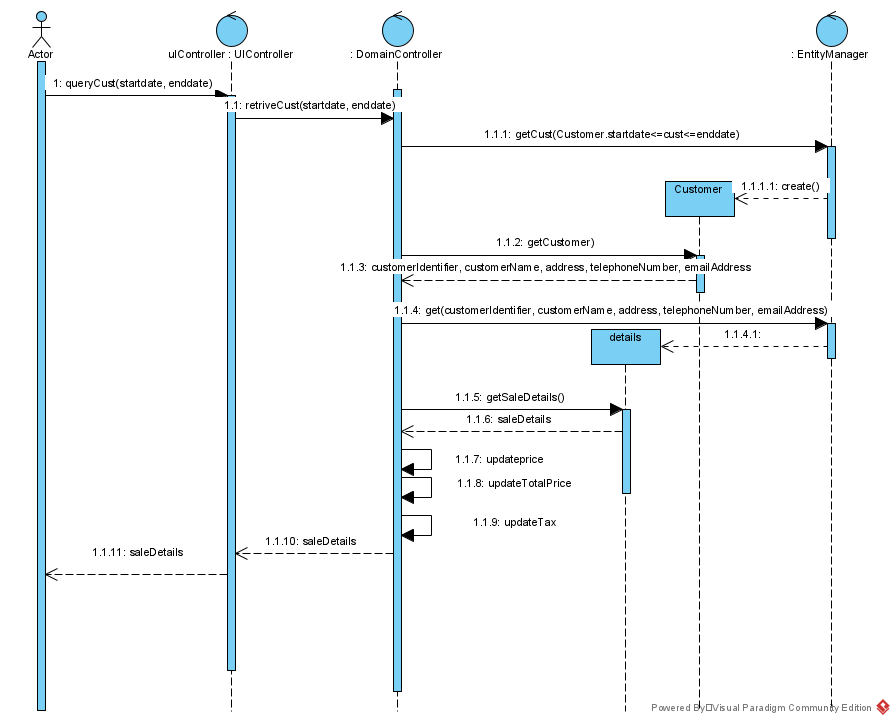 Actor
uIController : UIController
: DomainController
: EntityManager
1: queryCust(startdate, enddate)
1.1: retriveCust(startdate, enddate)
1.1.1: getCust(Customer.startdate<=cust<=enddate)
Customer
1.1.1.1: create()
1.1.2: getCustomer)
1.1.3: customerIdentifier, customerName, address, telephoneNumber, emailAddress
1.1.4: get(customerIdentifier, customerName, address, telephoneNumber, emailAddress)
details
1.1.4.1:
1.1.5: getSaleDetails()
1.1.6: saleDetails
1.1.7: updateprice
1.1.8: updateTotalPrice
1.1.9: updateTax
1.1.10: saleDetails
1.1.11: saleDetails
Powered By Visual Paradigm Community Edition